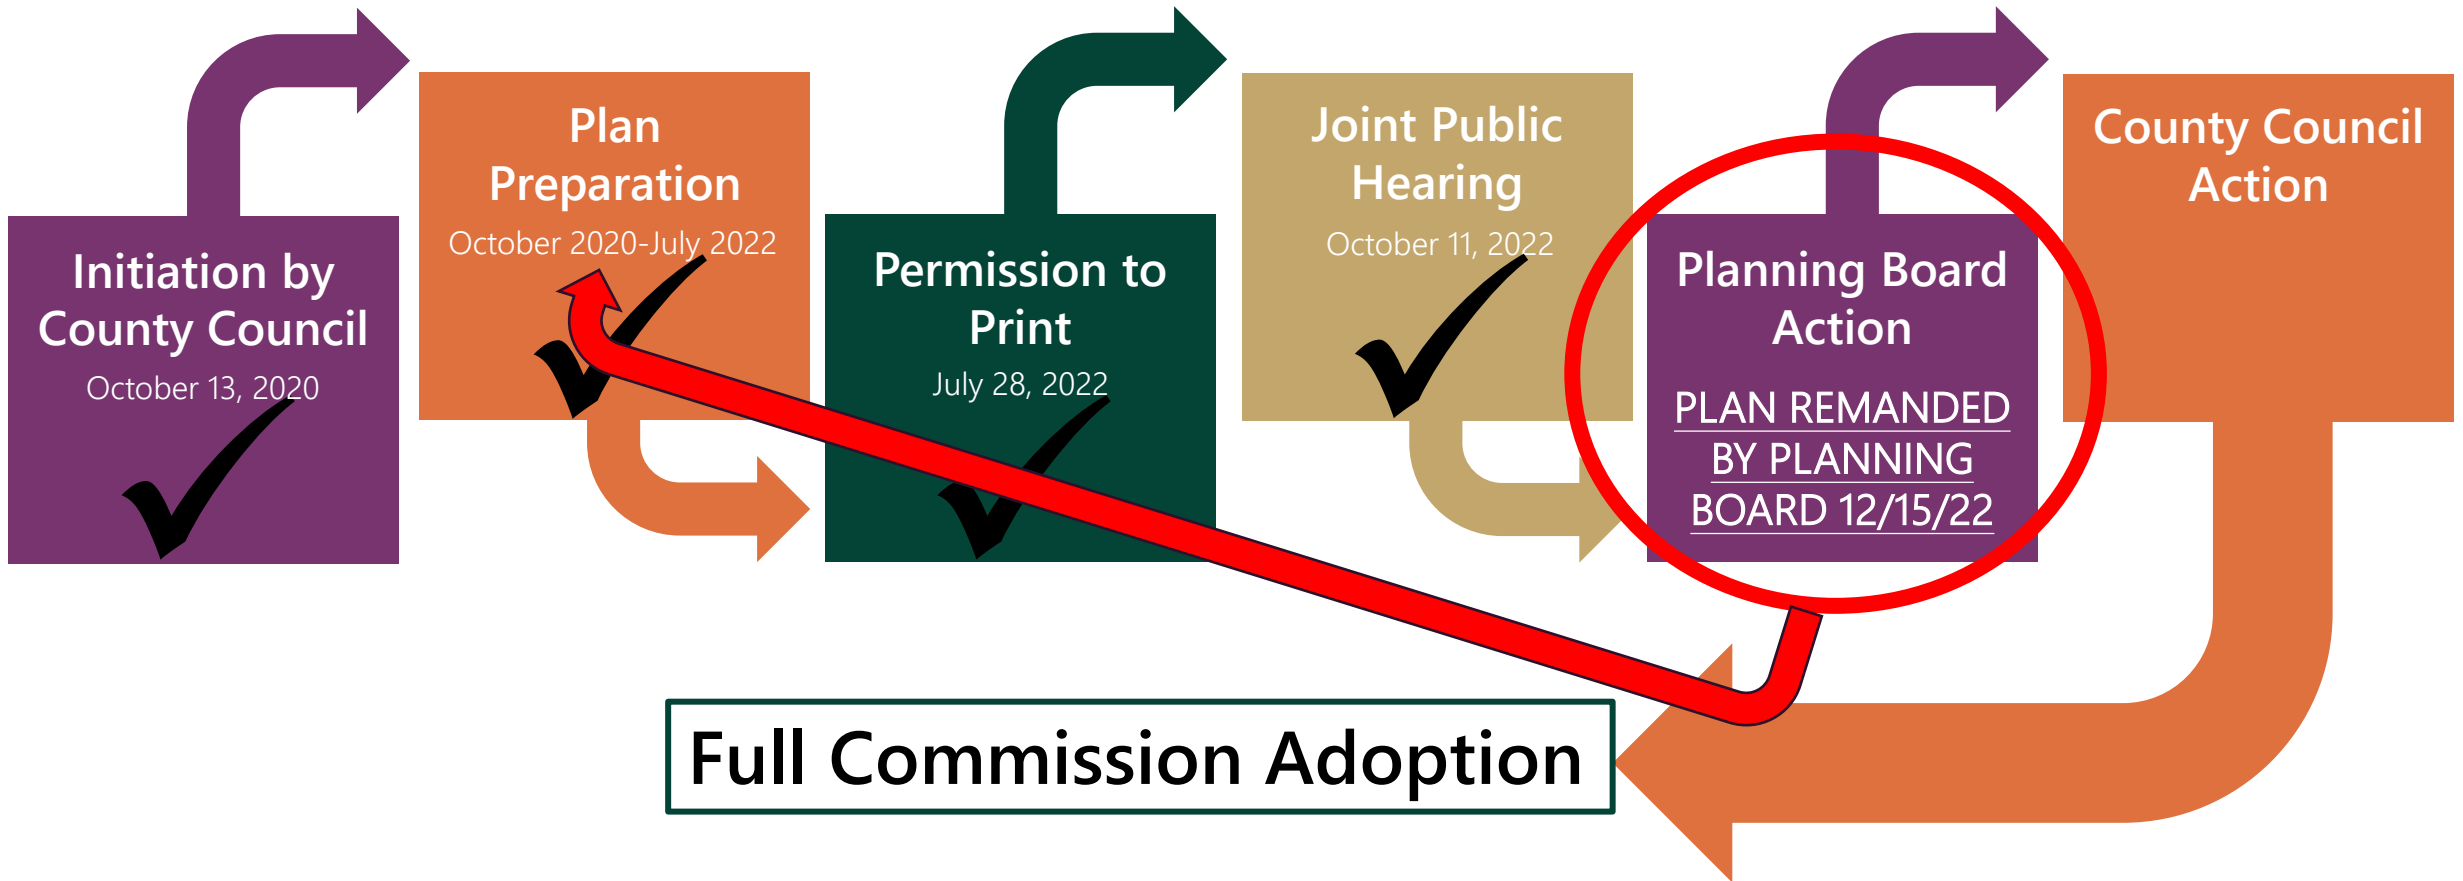 Initiation by
County Council
October 13, 2020
Plan
Preparation
October 2020-July 2022
Permission to
Print
July 28, 2022
Joint Public
Hearing
October 11, 2022
Planning Board
Action
PLAN REMANDED
BY PLANNING
BOARD 12/15/22
County Council
Action
Full Commission Adoption